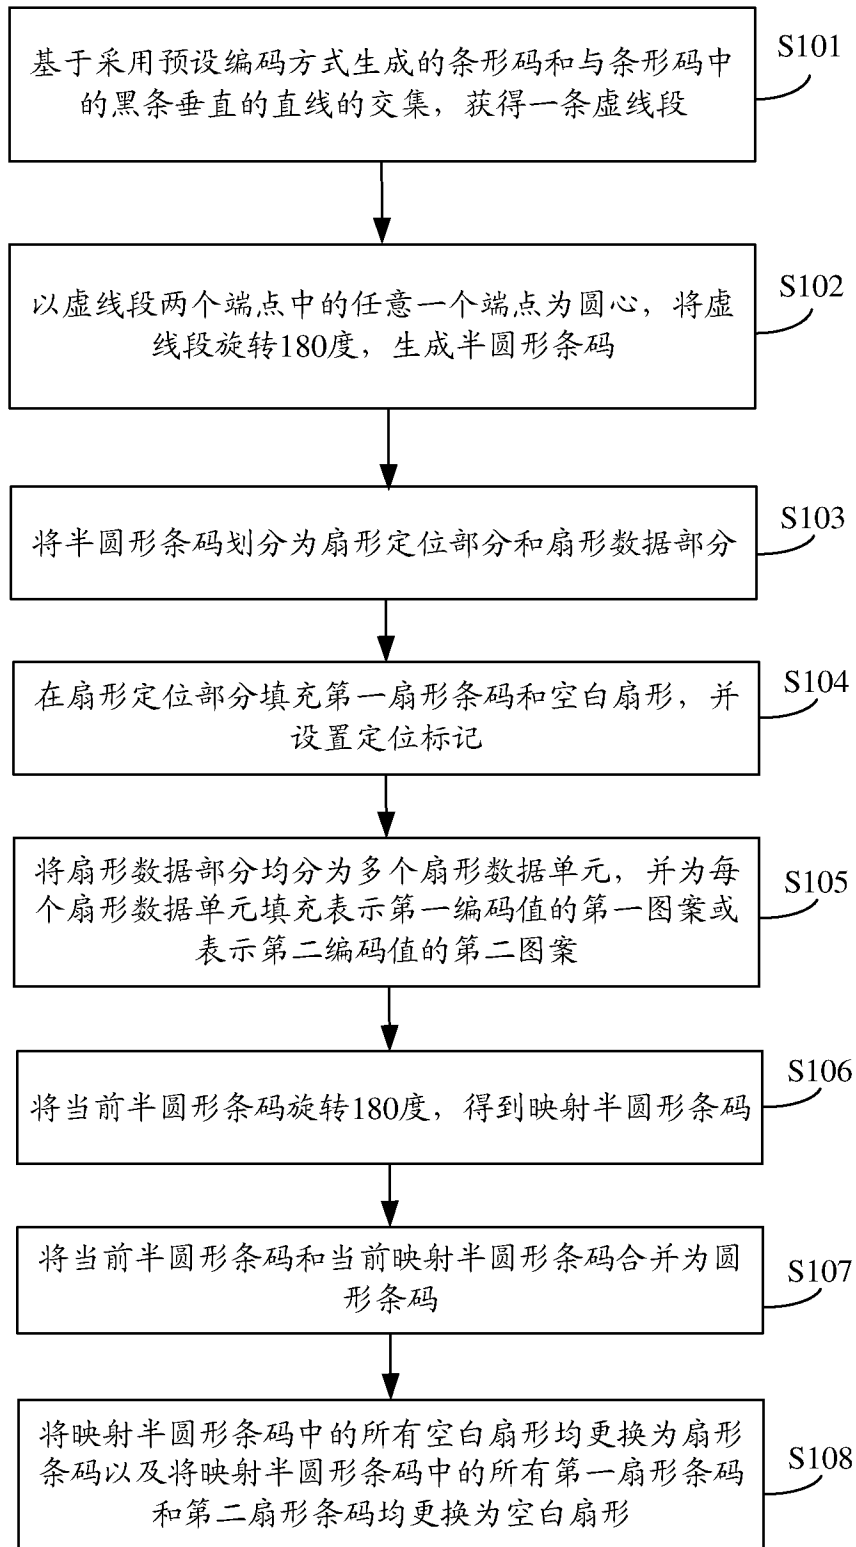 基于采用预设编码方式生成的条形码和与条形码中
的黑条垂直的直线的交集，获得一条虚线段
S101
以虚线段两个端点中的任意一个端点为圆心，将虚
线段旋转180度，生成半圆形条码
S102
将半圆形条码划分为扇形定位部分和扇形数据部分
S103
在扇形定位部分填充第一扇形条码和空白扇形，并
设置定位标记
S104
将扇形数据部分均分为多个扇形数据单元，并为每
个扇形数据单元填充表示第一编码值的第一图案或
表示第二编码值的第二图案
S105
将当前半圆形条码旋转180度，得到映射半圆形条码
S106
将当前半圆形条码和当前映射半圆形条码合并为圆
形条码
S107
将映射半圆形条码中的所有空白扇形均更换为扇形
条码以及将映射半圆形条码中的所有第一扇形条码
和第二扇形条码均更换为空白扇形
S108